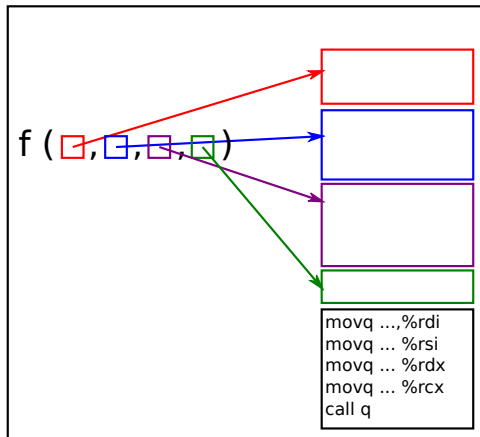 f ( , , , )
movq ...,%rdi
movq ... %rsi
movq ... %rdx
movq ... %rcx
call q